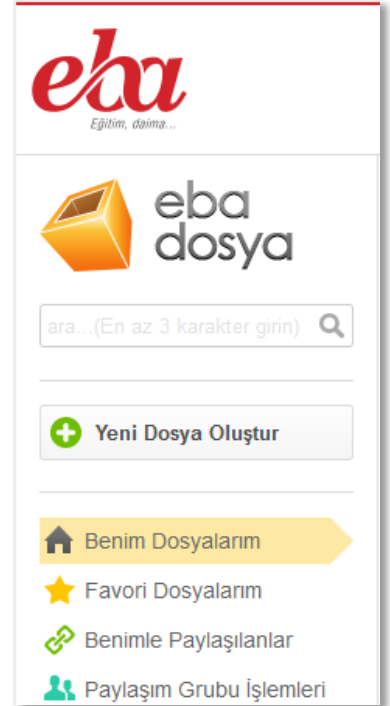 eba
Eğitim, daima...
eba
dosya
ara...(En az 3 karakter girin)
Yeni Dosya Oluştur
Benim Dosyalarım
Favori Dosyalarım
Benimle Paylaşılanlar
Paylaşım Grubu İşlemleri